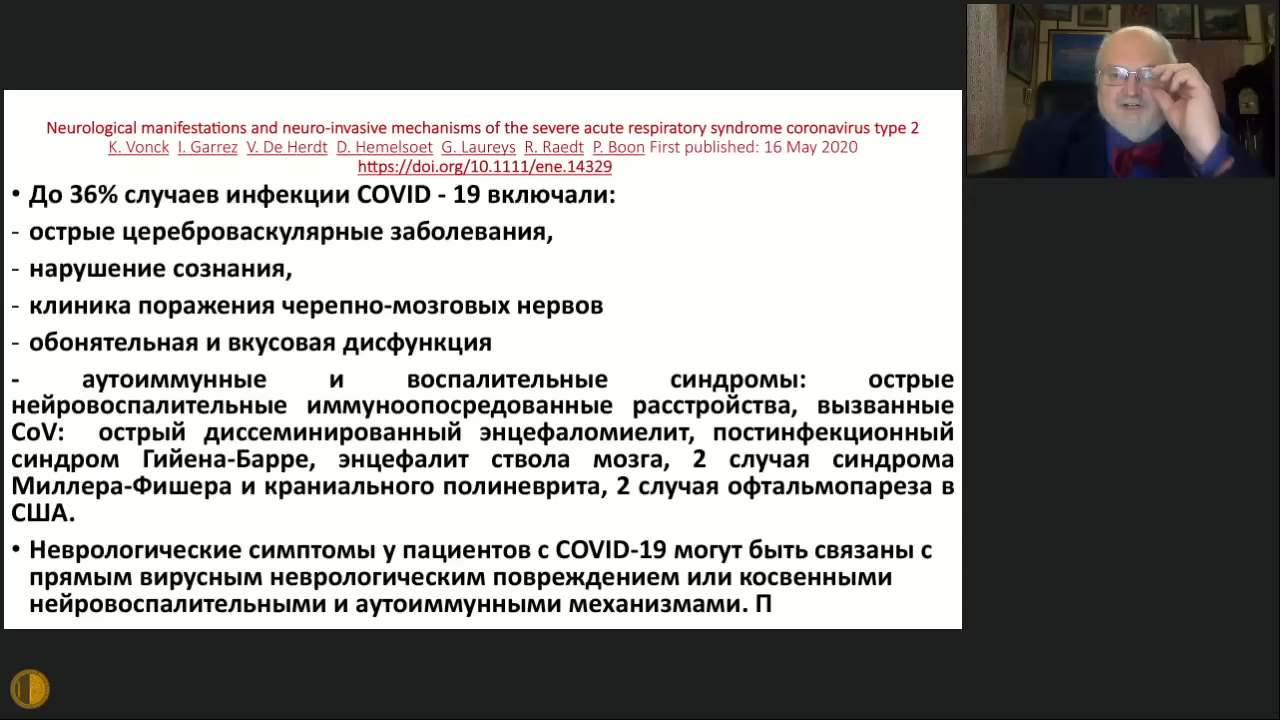 Neurological manifestations and neuro-invasive mechanisms of the severe acute respiratory syndrome coronavirus type 2
K. Vonck I. Garrez V. De Herdt D. Hemelsoet G. Laureys R. Raedt P. Boon First published: 16 May 2020
https://doi.org/10.1111/ene.14329
• До 36% случаев инфекции COVID - 19 включали:
- острые цереброваскулярные заболевания,
- нарушение сознания,
- клиника поражения черепно-мозговых нервов
- обонятельная и вкусовая дисфункция
- аутоиммунные и воспалительные синдромы: острые
нейровоспалительные иммуноопосредованные расстройства, вызванные
CoV: острый диссеминированный энцефаломиелит, постинфекционный
синдром Гийена-Барре, энцефалит ствола мозга, 2 случая синдрома
Миллера-Фишера и краниального полиневрита, 2 случая офтальмопареза в
США.
• Неврологические симптомы у пациентов с COVID-19 могут быть связаны с
прямым вирусным неврологическим повреждением или косвенными
нейровоспалительными и аутоиммунными механизмами. П